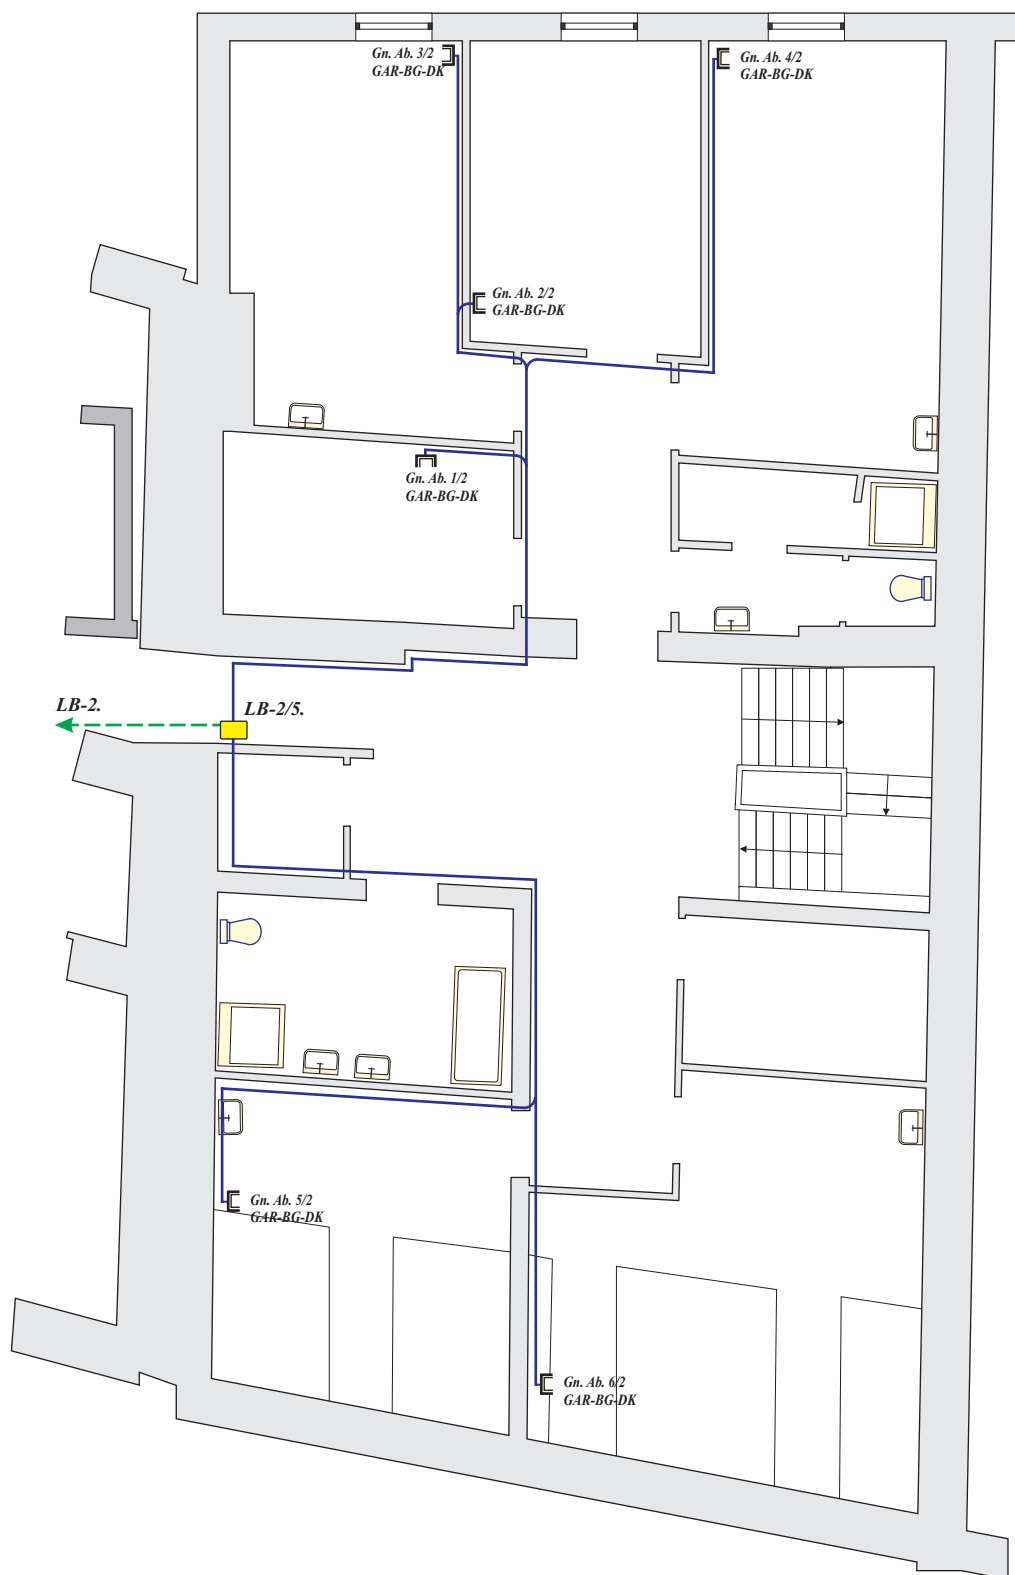 Gn. Ab. 3/2
GAR-BG-DK
Gn. Ab. 4/2
GAR-BG-DK
Gn. Ab. 2/2
GAR-BG-DK
Gn. Ab. 1/2
GAR-BG-DK
LB-2.
LB-2/5.
Gn. Ab. 5/2
GAR-BG-DK
Gn. Ab. 6/2
GAR-BG-DK